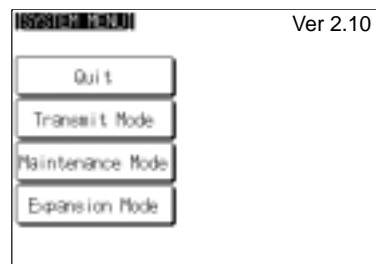 [SYSTEM MENU] Ver 2.10
Quit
Transmit Mode
Maintenance Mode
Expansion Mode